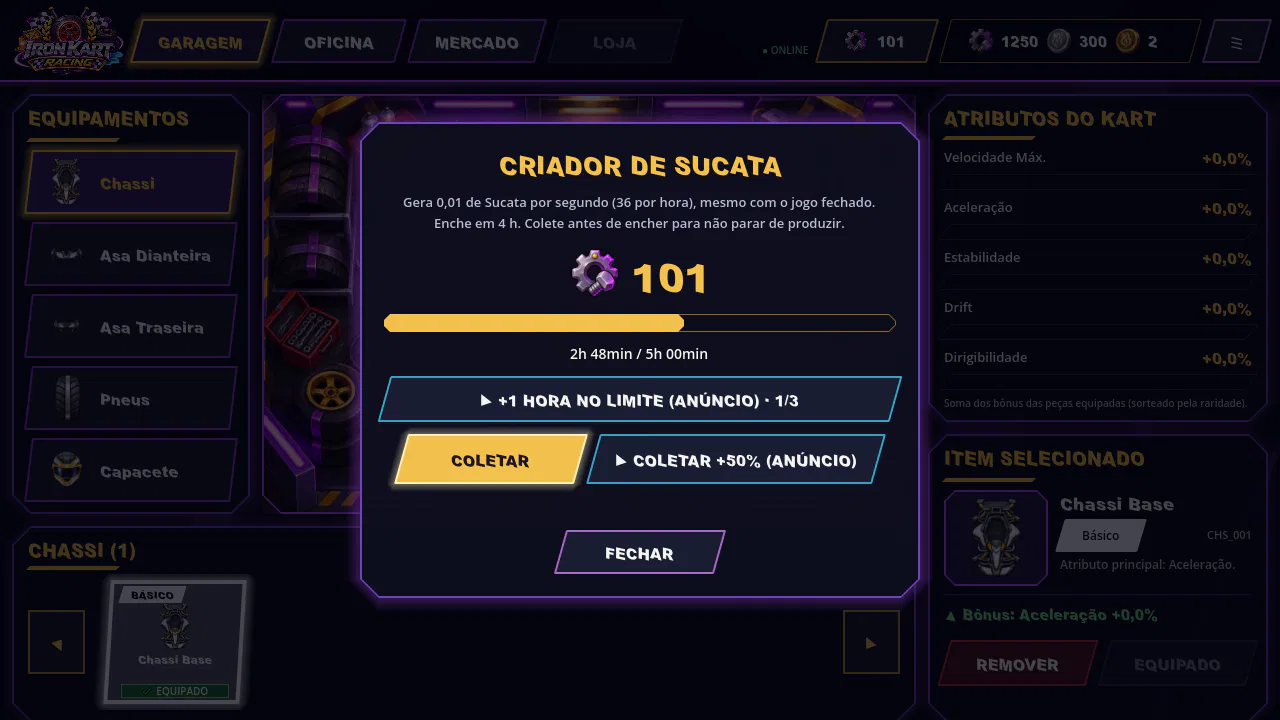 IRON KART
RACING
GARAGEM
OFICINA
MERCADO
LOJA
● ONLINE
101
1250
300
2
☰
EQUIPAMENTOS
Chassi
Asa Dianteira
Asa Traseira
Pneus
Capacete
CRIADOR DE SUCATA
Gera 0,01 de Sucata por segundo (36 por hora), mesmo com o jogo fechado.
Enche em 4 h. Colete antes de encher para não parar de produzir.
101
2h 48min / 5h 00min
▶ +1 HORA NO LIMITE (ANÚNCIO) · 1/3
COLETAR
▶ COLETAR +50% (ANÚNCIO)
FECHAR
ATRIBUTOS DO KART
Velocidade Máx. +0,0%
Aceleração +0,0%
Estabilidade +0,0%
Drift +0,0%
Dirigibilidade +0,0%
Soma dos bônus das peças equipadas (sorteado pela raridade).
ITEM SELECIONADO
Chassi Base
Básico
CHS_001
Atributo principal: Aceleração.
▲ Bônus: Aceleração +0,0%
REMOVER
EQUIPADO
CHASSI (1)
◀
BÁSICO
Chassi Base
EQUIPADO
▶